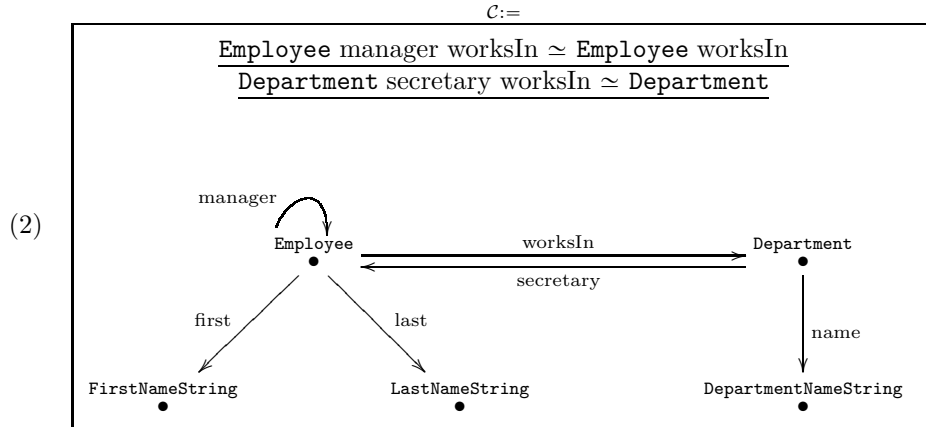 𝒞:=
Employee manager worksIn ≃ Employee worksIn
Department secretary worksIn ≃ Department
manager
(2)
Employee worksIn Department
secretary
first last name
FirstNameString LastNameString DepartmentNameString